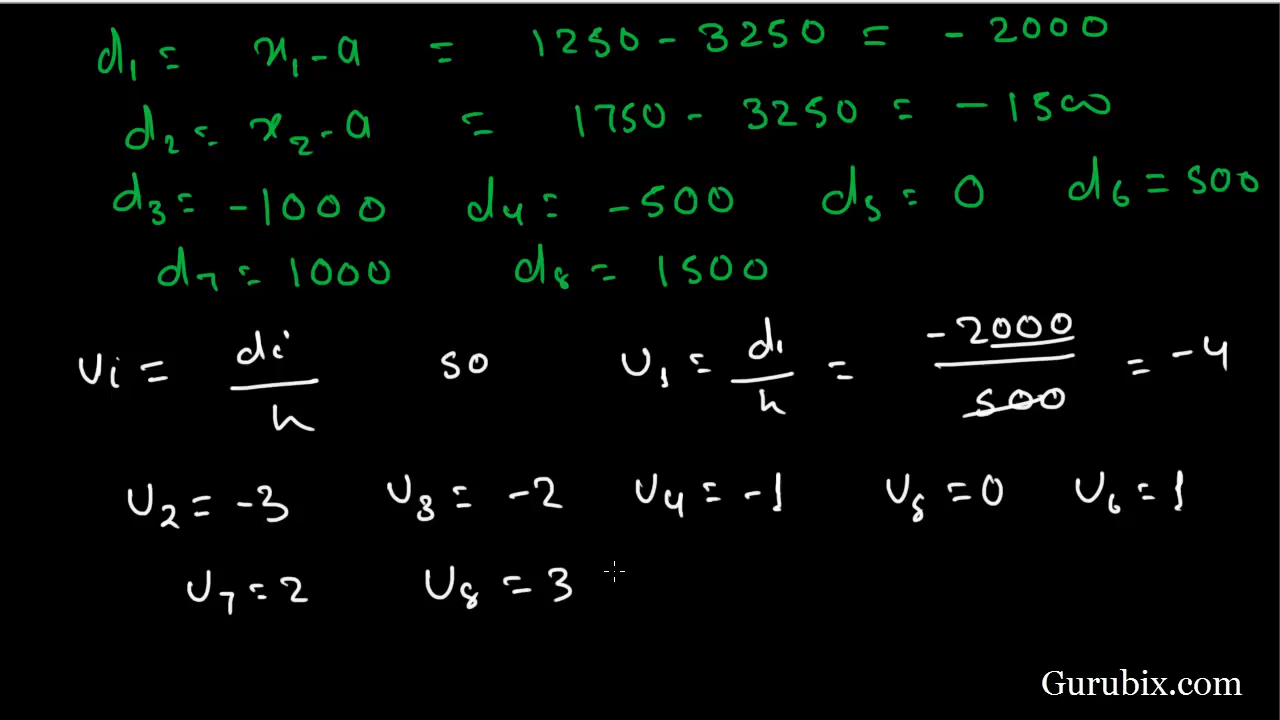 d₁ = x₁ - a = 1250 - 3250 = - 2000
d₂ = x₂ - a = 1750 - 3250 = - 1500
d₃ = -1000 d₄ = -500 d₅ = 0 d₆ = 500
d₇ = 1000 d₈ = 1500
Ui = di/h so U₁ = d₁/h = -2000/500 = -4
U₂ = -3 U₃ = -2 U₄ = -1 U₅ = 0 U₆ = 1
U₇ = 2 U₈ = 3
Gurubix.com